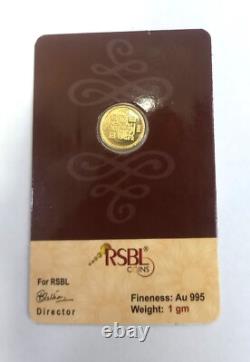 RSBL®
COINS
For RSBL
Director
Fineness: Au 995
Weight: 1 gm